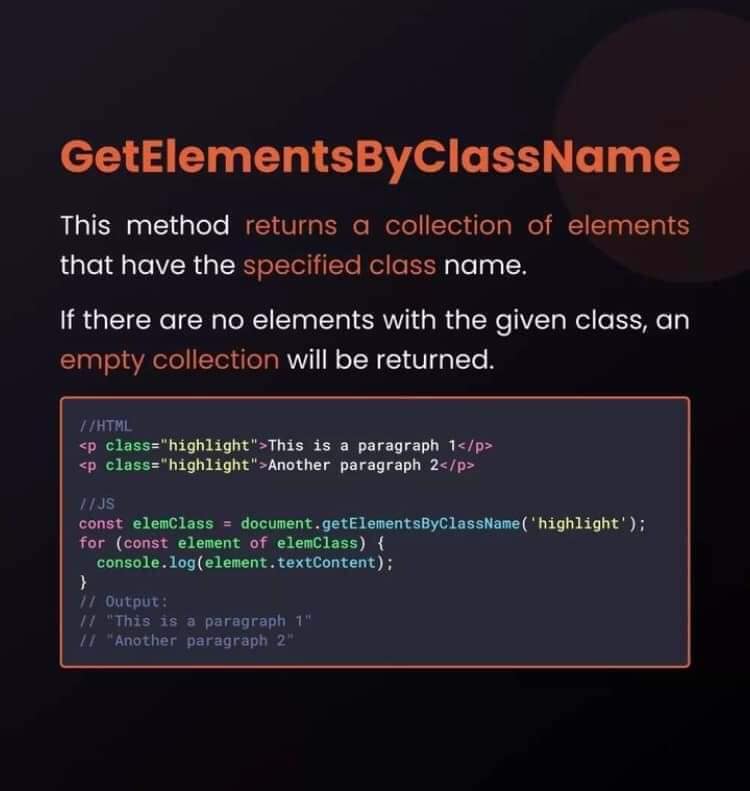 GetElementsByClassName
This method returns a collection of elements
that have the specified class name.
If there are no elements with the given class, an
empty collection will be returned.
//HTML
<p class="highlight">This is a paragraph 1</p>
<p class="highlight">Another paragraph 2</p>
//JS
const elemClass = document.getElementsByClassName('highlight');
for (const element of elemClass) {
  console.log(element.textContent);
}
// Output:
// "This is a paragraph 1"
// "Another paragraph 2"